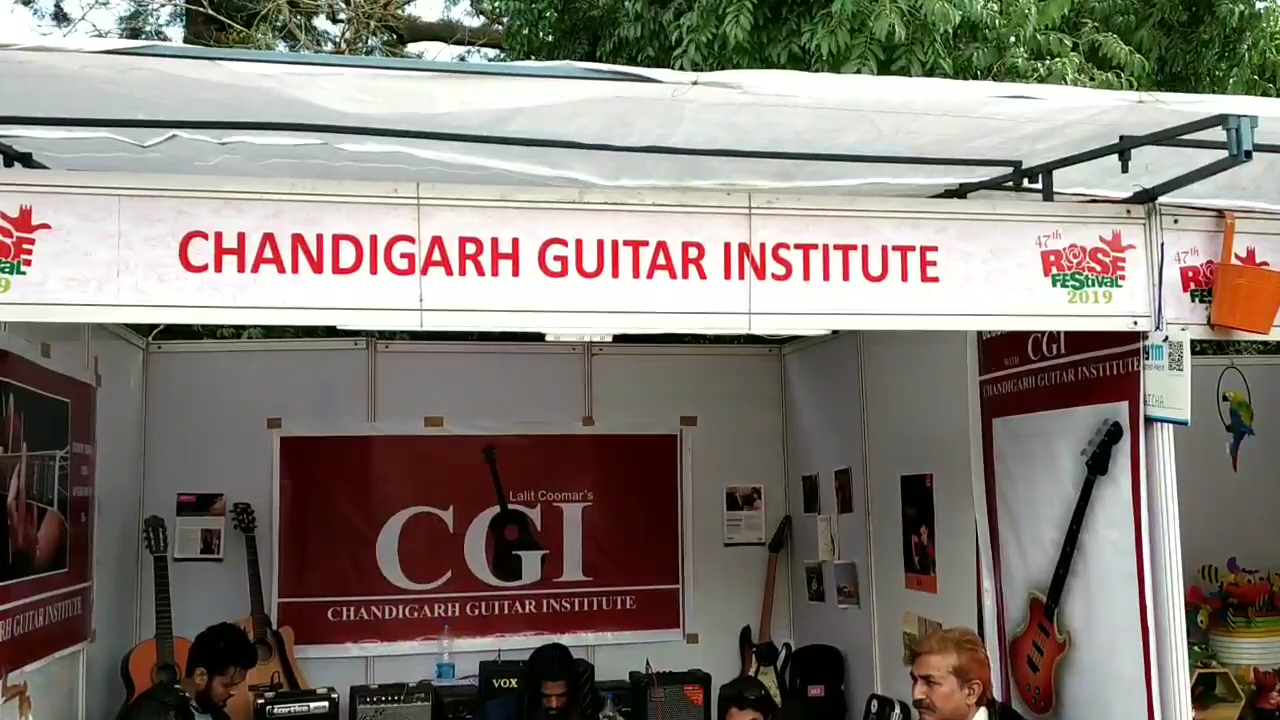 CHANDIGARH GUITAR INSTITUTE
47th
ROSE
FEStivaL
2019
47th
CGI
WITH
CHANDIGARH GUITAR INSTITUTE
Lalit Coomar's
CGI
CHANDIGARH GUITAR INSTITUTE
GUITAR INSTITUTE
VOX